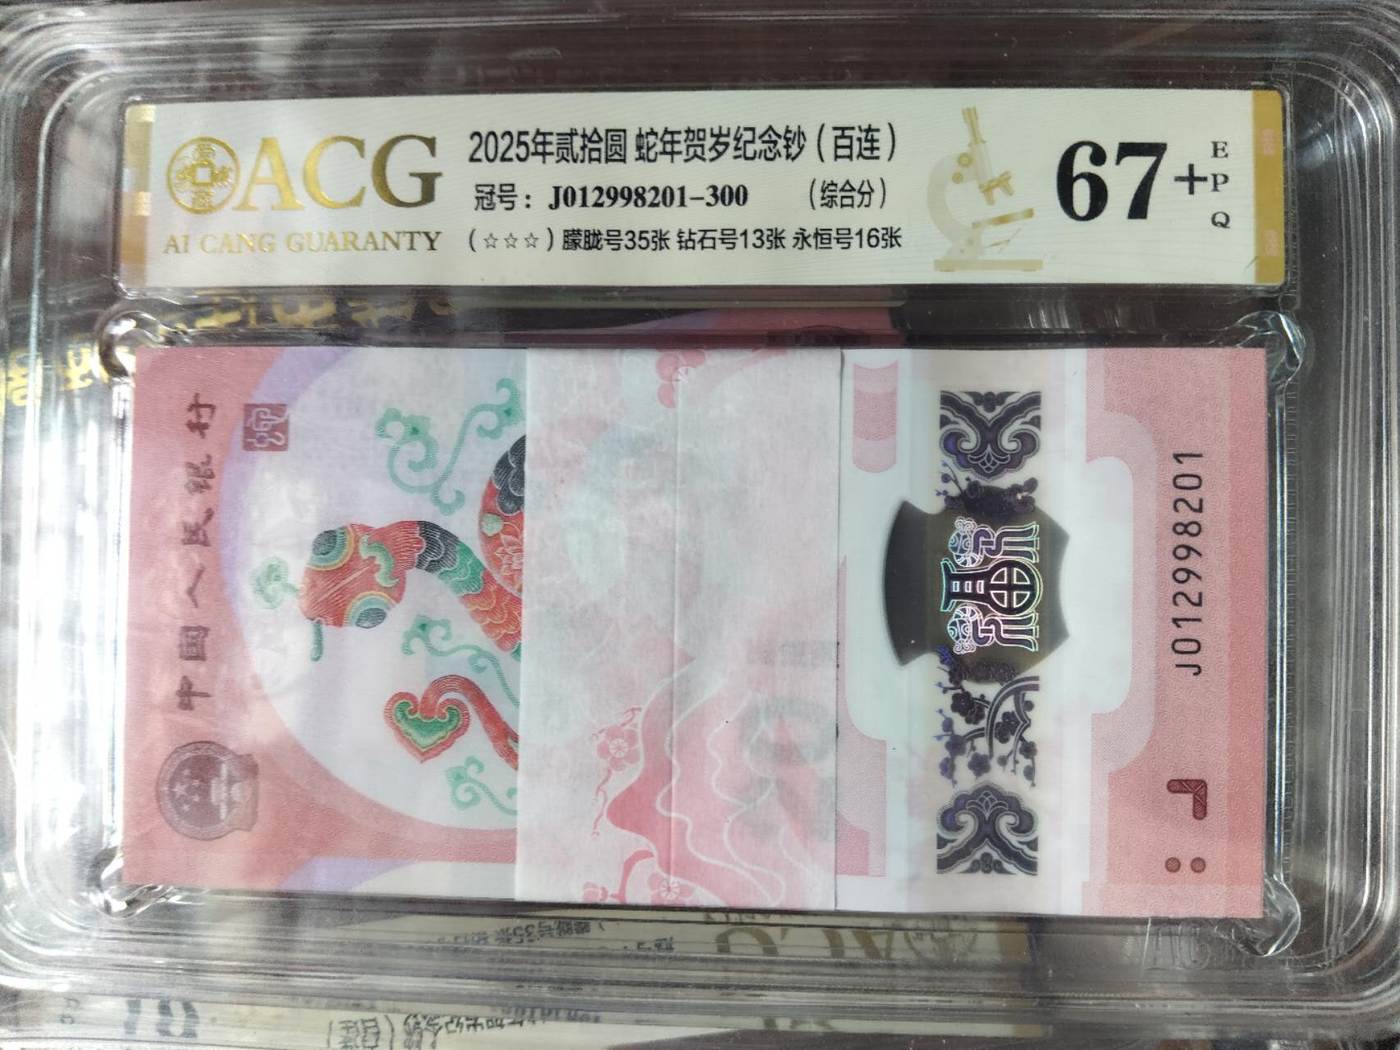 ACG
AI CANG GUARANTY
2025年贰拾圆 蛇年贺岁纪念钞（百连）
冠号：J012998201-300 （综合分）
（☆☆☆）朦胧号35张 钻石号13张 永恒号16张
67+
EPQ
中国人民银行
J012998201